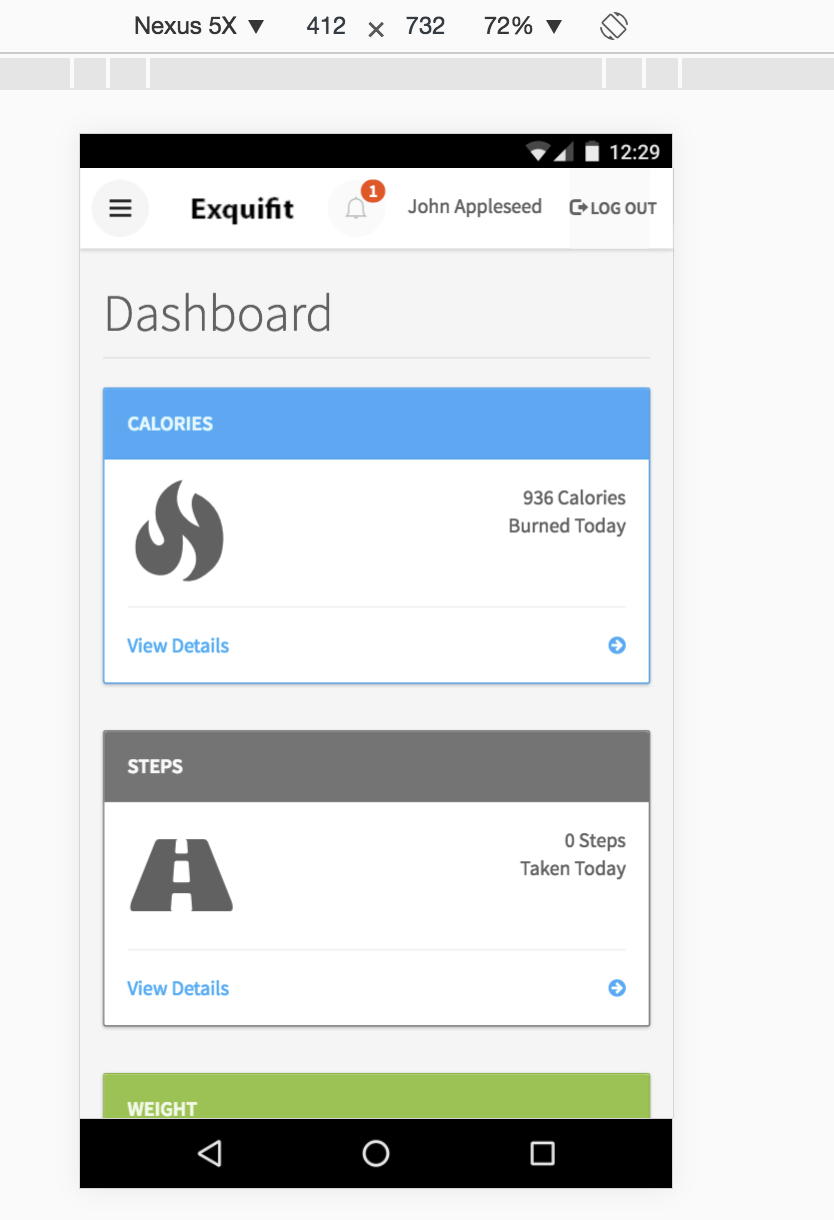 Nexus 5X ▼ 412 × 732 72% ▼
12:29
Exquifit 1 John Appleseed LOG OUT
Dashboard
CALORIES
936 Calories
Burned Today
View Details
STEPS
0 Steps
Taken Today
View Details
WEIGHT